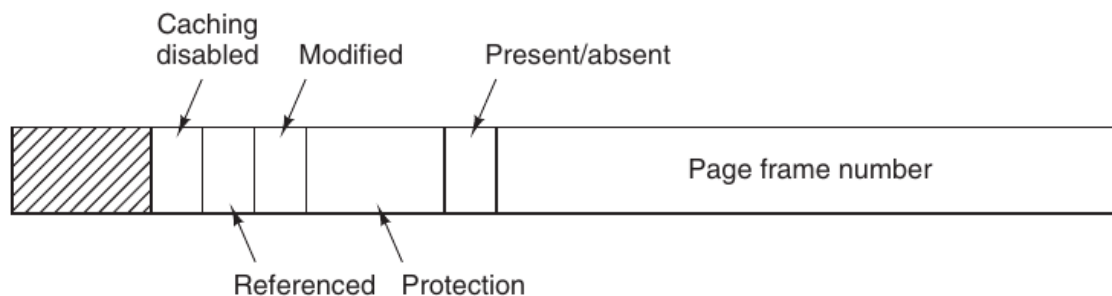 Caching
disabled
Modified
Present/absent
Page frame number
Referenced
Protection